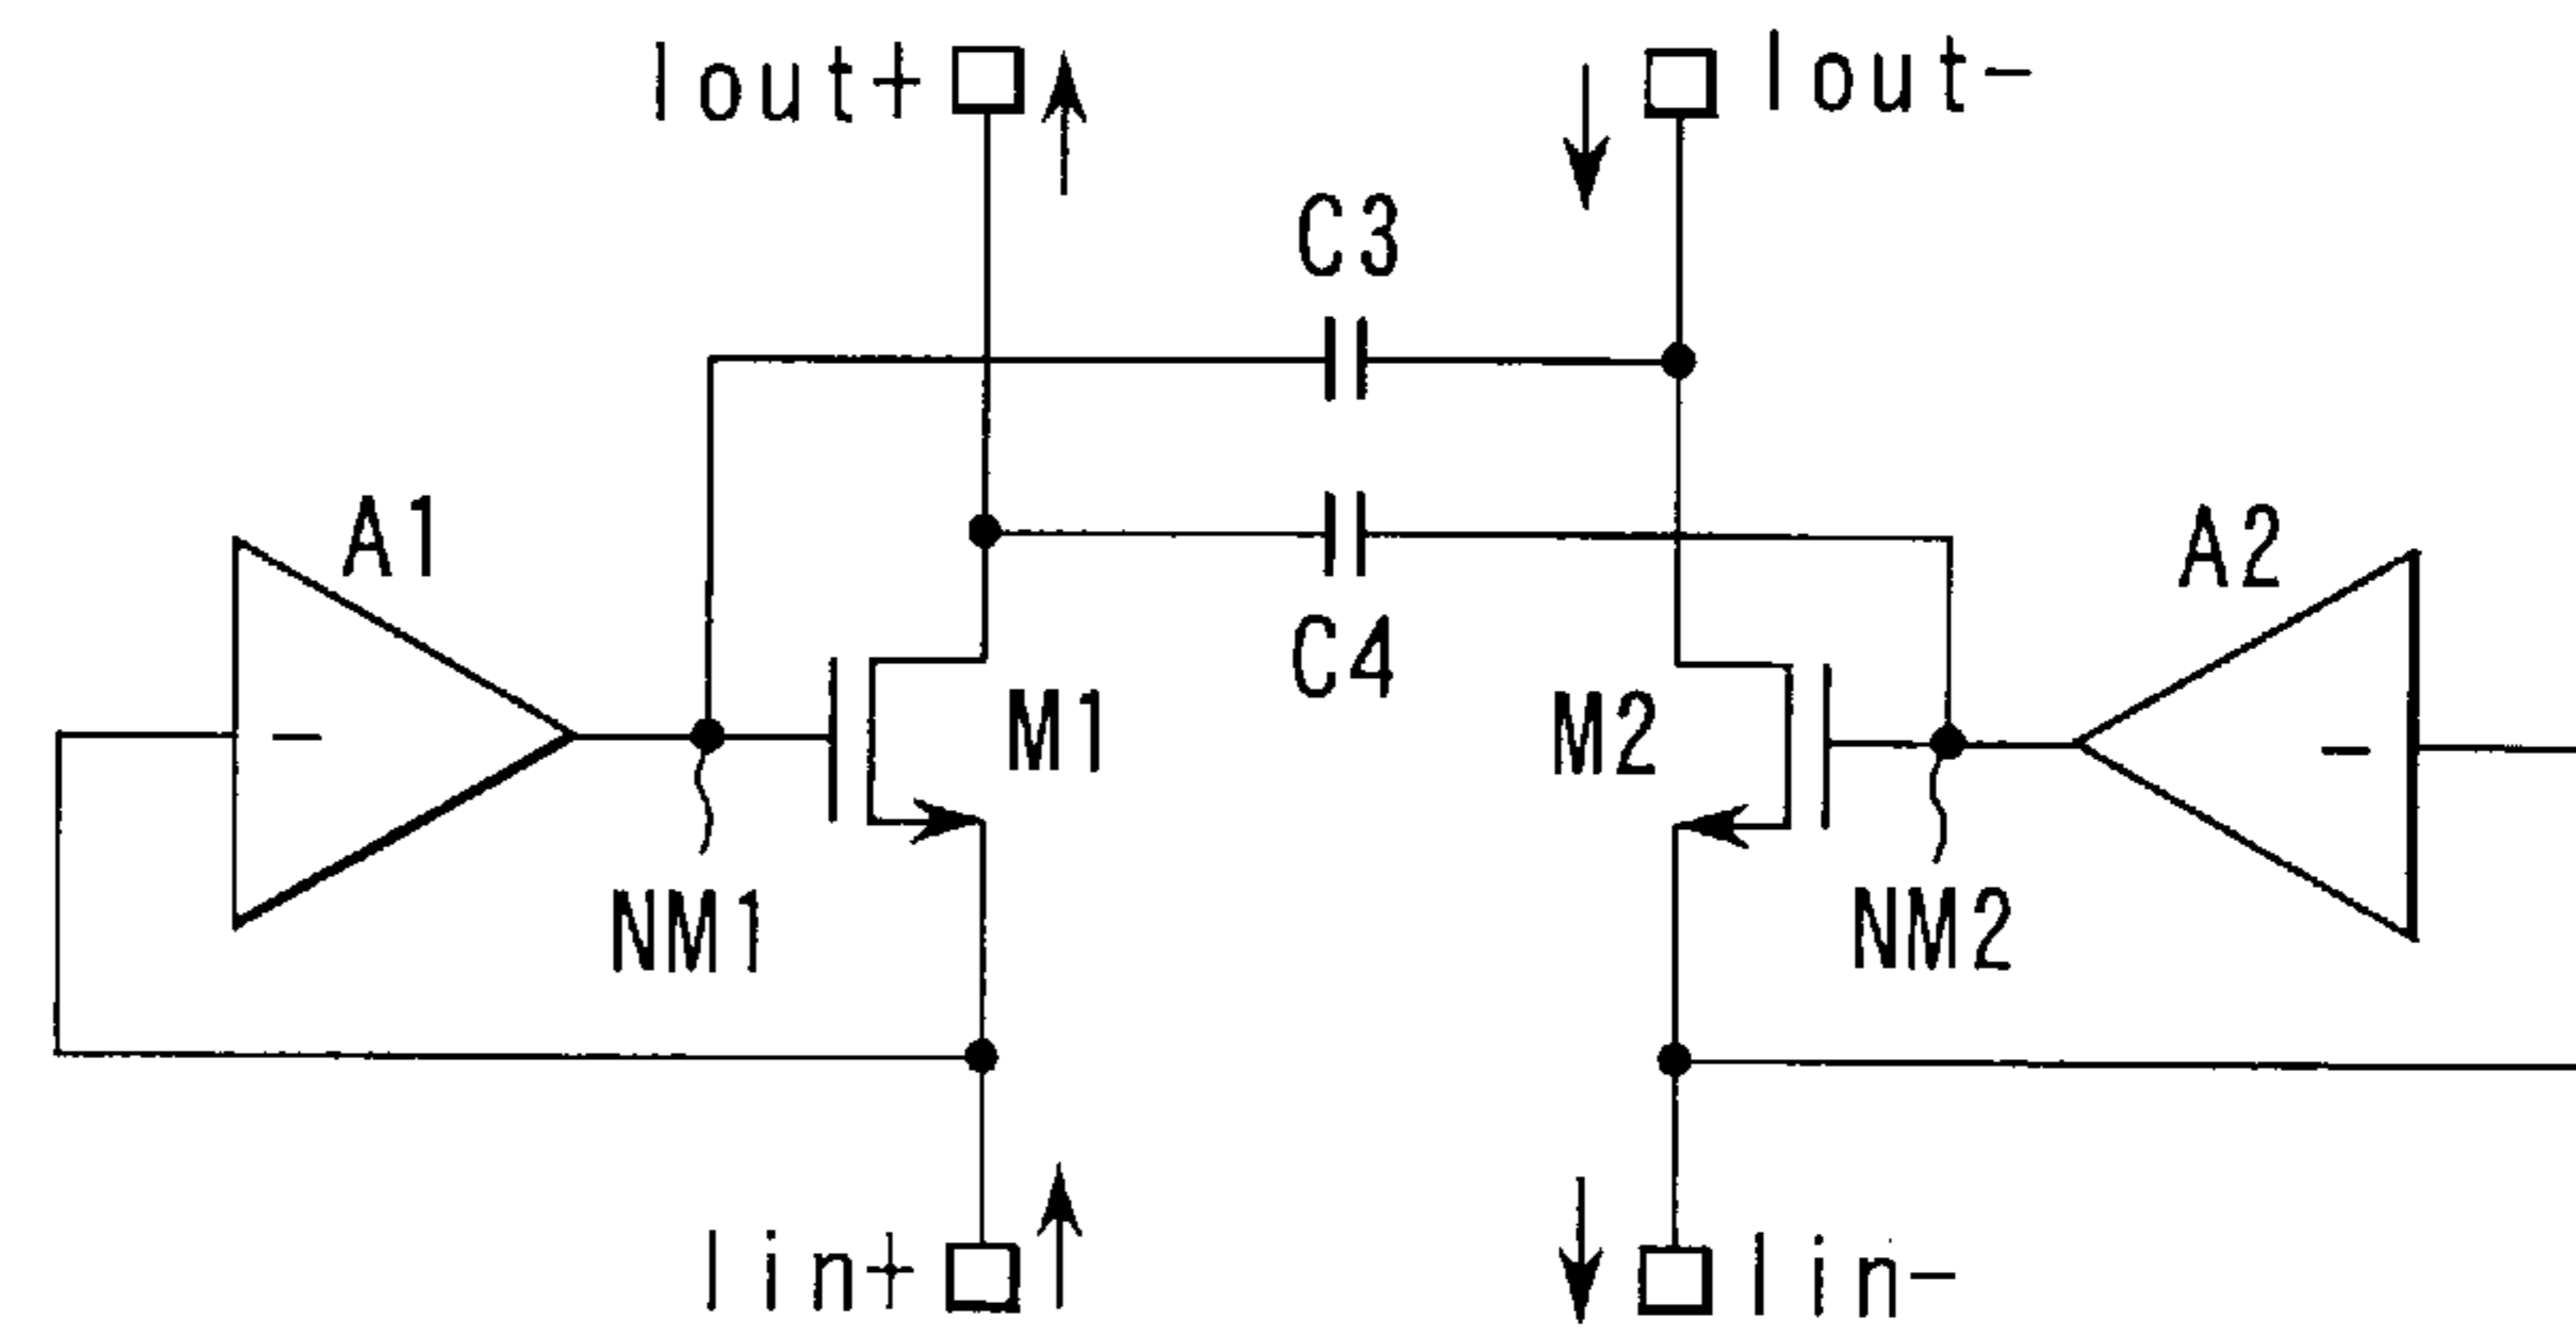 Iout+
Iout-
C3
A1
A2
C4
M1
M2
NM1
NM2
Iin+
Iin-